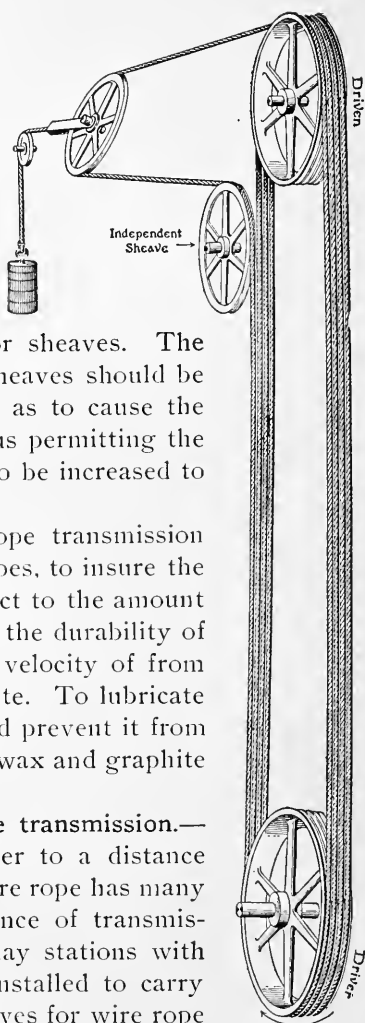 Driven
Independent
Sheave
or sheaves. The
heaves should be
as to cause the
us permitting the
o be increased to
ope transmission
pes, to insure the
ct to the amount
the durability of
velocity of from
te. To lubricate
d prevent it from
wax and graphite
e transmission.—
er to a distance
re rope has many
nce of transmis-
ay stations with
nstalled to carry
ves for wire rope
Driver